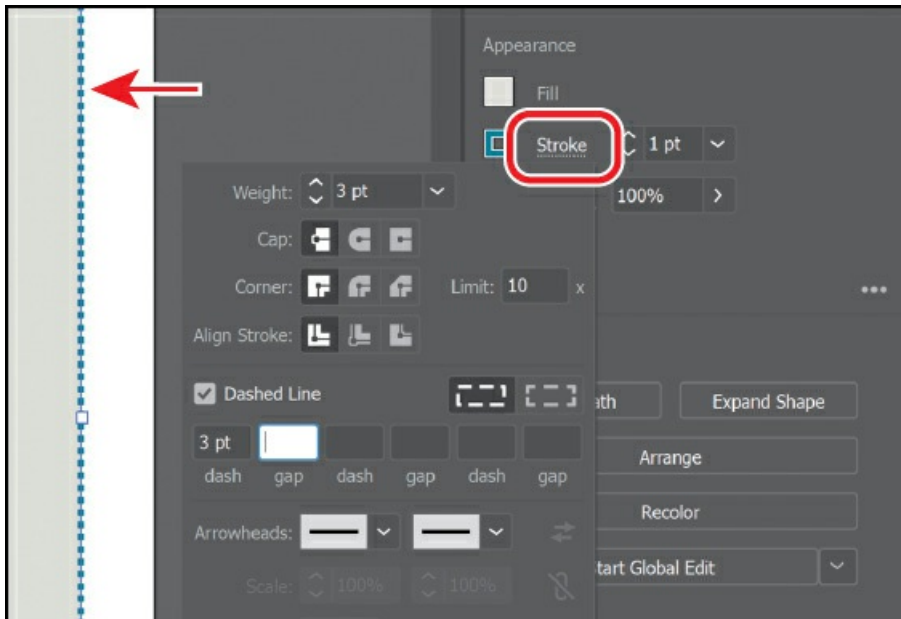 Appearance
Fill
Stroke 1 pt
Weight: 3 pt 100%
Cap:
Corner: Limit: 10 x
Align Stroke:
Dashed Line
ath Expand Shape
3 pt
dash gap dash gap dash gap
Arrange
Recolor
Arrowheads:
tart Global Edit
Scale: 100% 100%